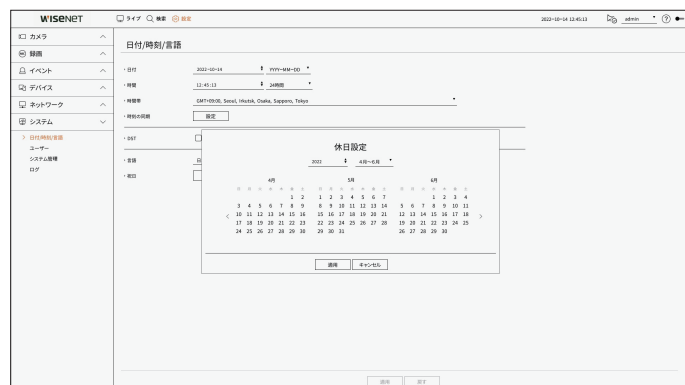 WISENET ライブ 検索 設定 2022-10-14 12:45:13 admin
カメラ
録画
イベント
デバイス
ネットワーク
システム
> 日付/時刻/言語
ユーザー
システム管理
ログ
日付/時刻/言語
・日付 2022-10-14 YYYY-MM-DD
・時間 12:45:13 24時間
・時間帯 GMT+09:00, Seoul, Irkutsk, Osaka, Sapporo, Tokyo
・時刻の同期 設定
・DST
・言語
・祝日
休日設定
2022 4月~6月
4月 5月 6月
1 2 1 2 3 4 5 6 7 1 2 3 4
3 4 5 6 7 8 9 8 9 10 11 12 13 14 5 6 7 8 9 10 11
< 10 11 12 13 14 15 16 15 16 17 18 19 20 21 12 13 14 15 16 17 18 >
17 18 19 20 21 22 23 22 23 24 25 26 27 28 19 20 21 22 23 24 25
24 25 26 27 28 29 30 29 30 31 26 27 28 29 30
適用 キャンセル
適用 戻す